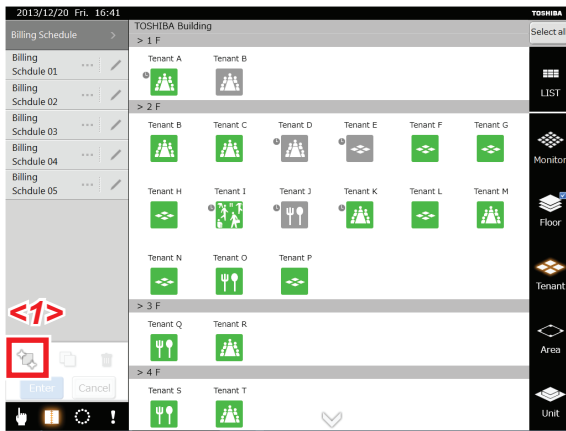 2013/12/20 Fri. 16:41
TOSHIBA
Billing Schedule >
TOSHIBA Building
Select all
> 1 F
Billing
Schdule 01 ...
Tenant A Tenant B
LIST
Billing
Schdule 02 ...
> 2 F
Billing
Schdule 03 ...
Tenant B Tenant C Tenant D Tenant E Tenant F Tenant G
Monitor
Billing
Schdule 04 ...
Billing
Schdule 05 ...
Tenant H Tenant I Tenant J Tenant K Tenant L Tenant M
Floor
Tenant N Tenant O Tenant P
Tenant
<1>
> 3 F
Tenant Q Tenant R
Area
> 4 F
Enter Cancel
Tenant S Tenant T
Unit